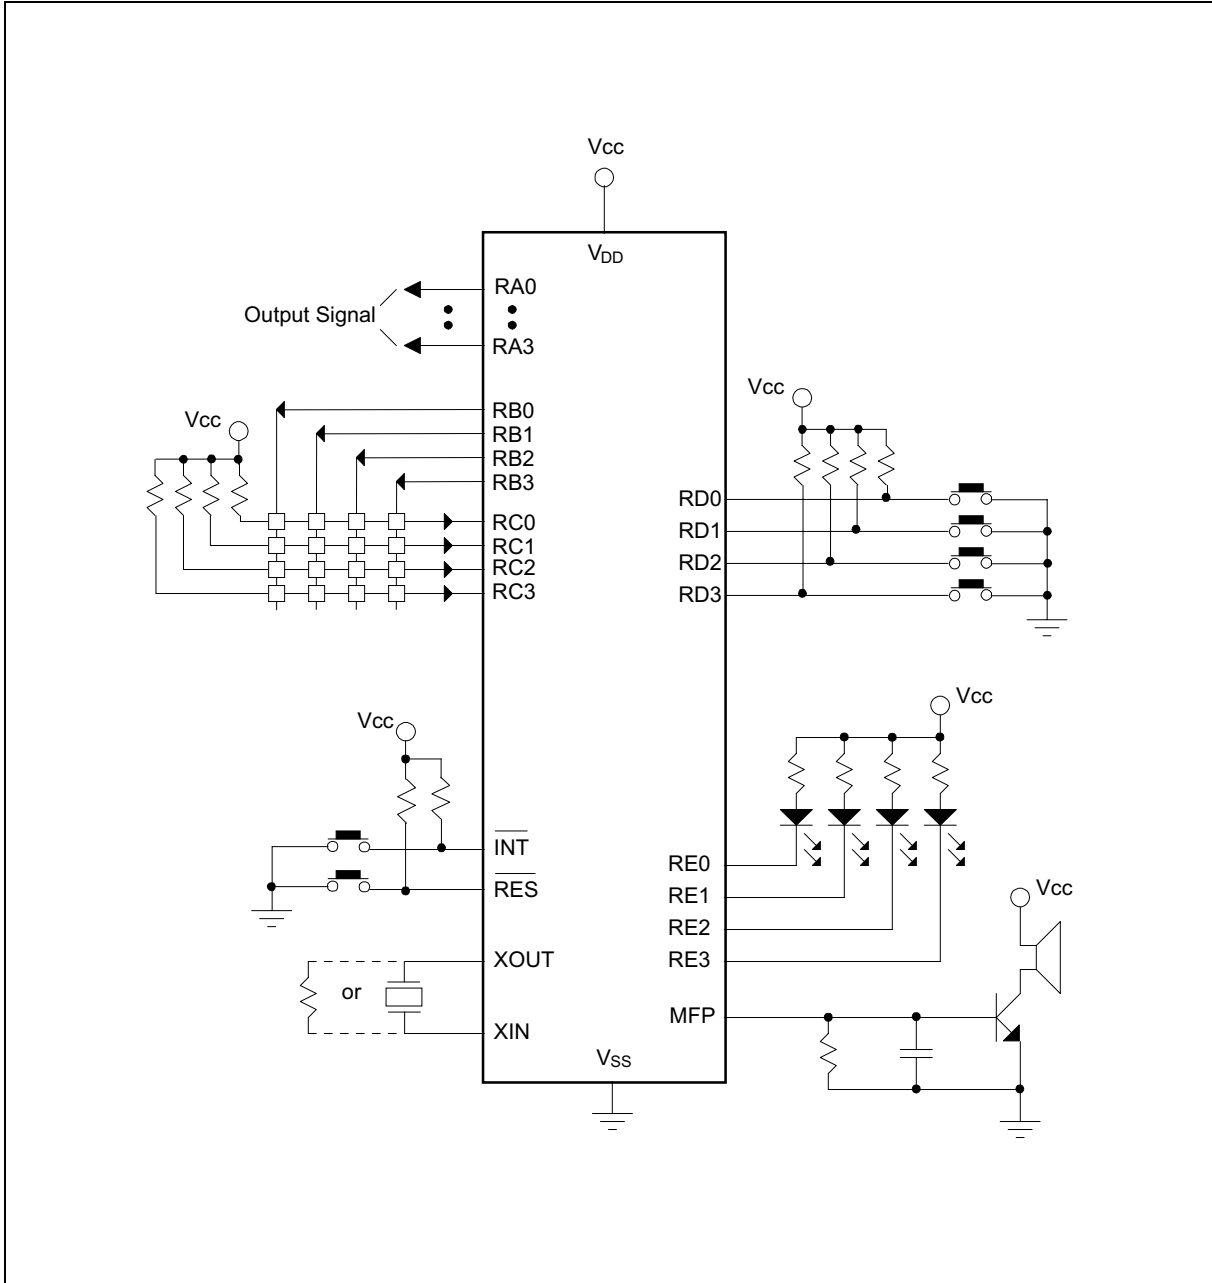 Vcc
VDD
Output Signal
RA0
RA3
Vcc
RB0
RB1
RB2
RB3
RC0
RC1
RC2
RC3
Vcc
RD0
RD1
RD2
RD3
Vcc
INT
RES
XOUT
or
XIN
Vcc
RE0
RE1
RE2
RE3
Vcc
MFP
VSS